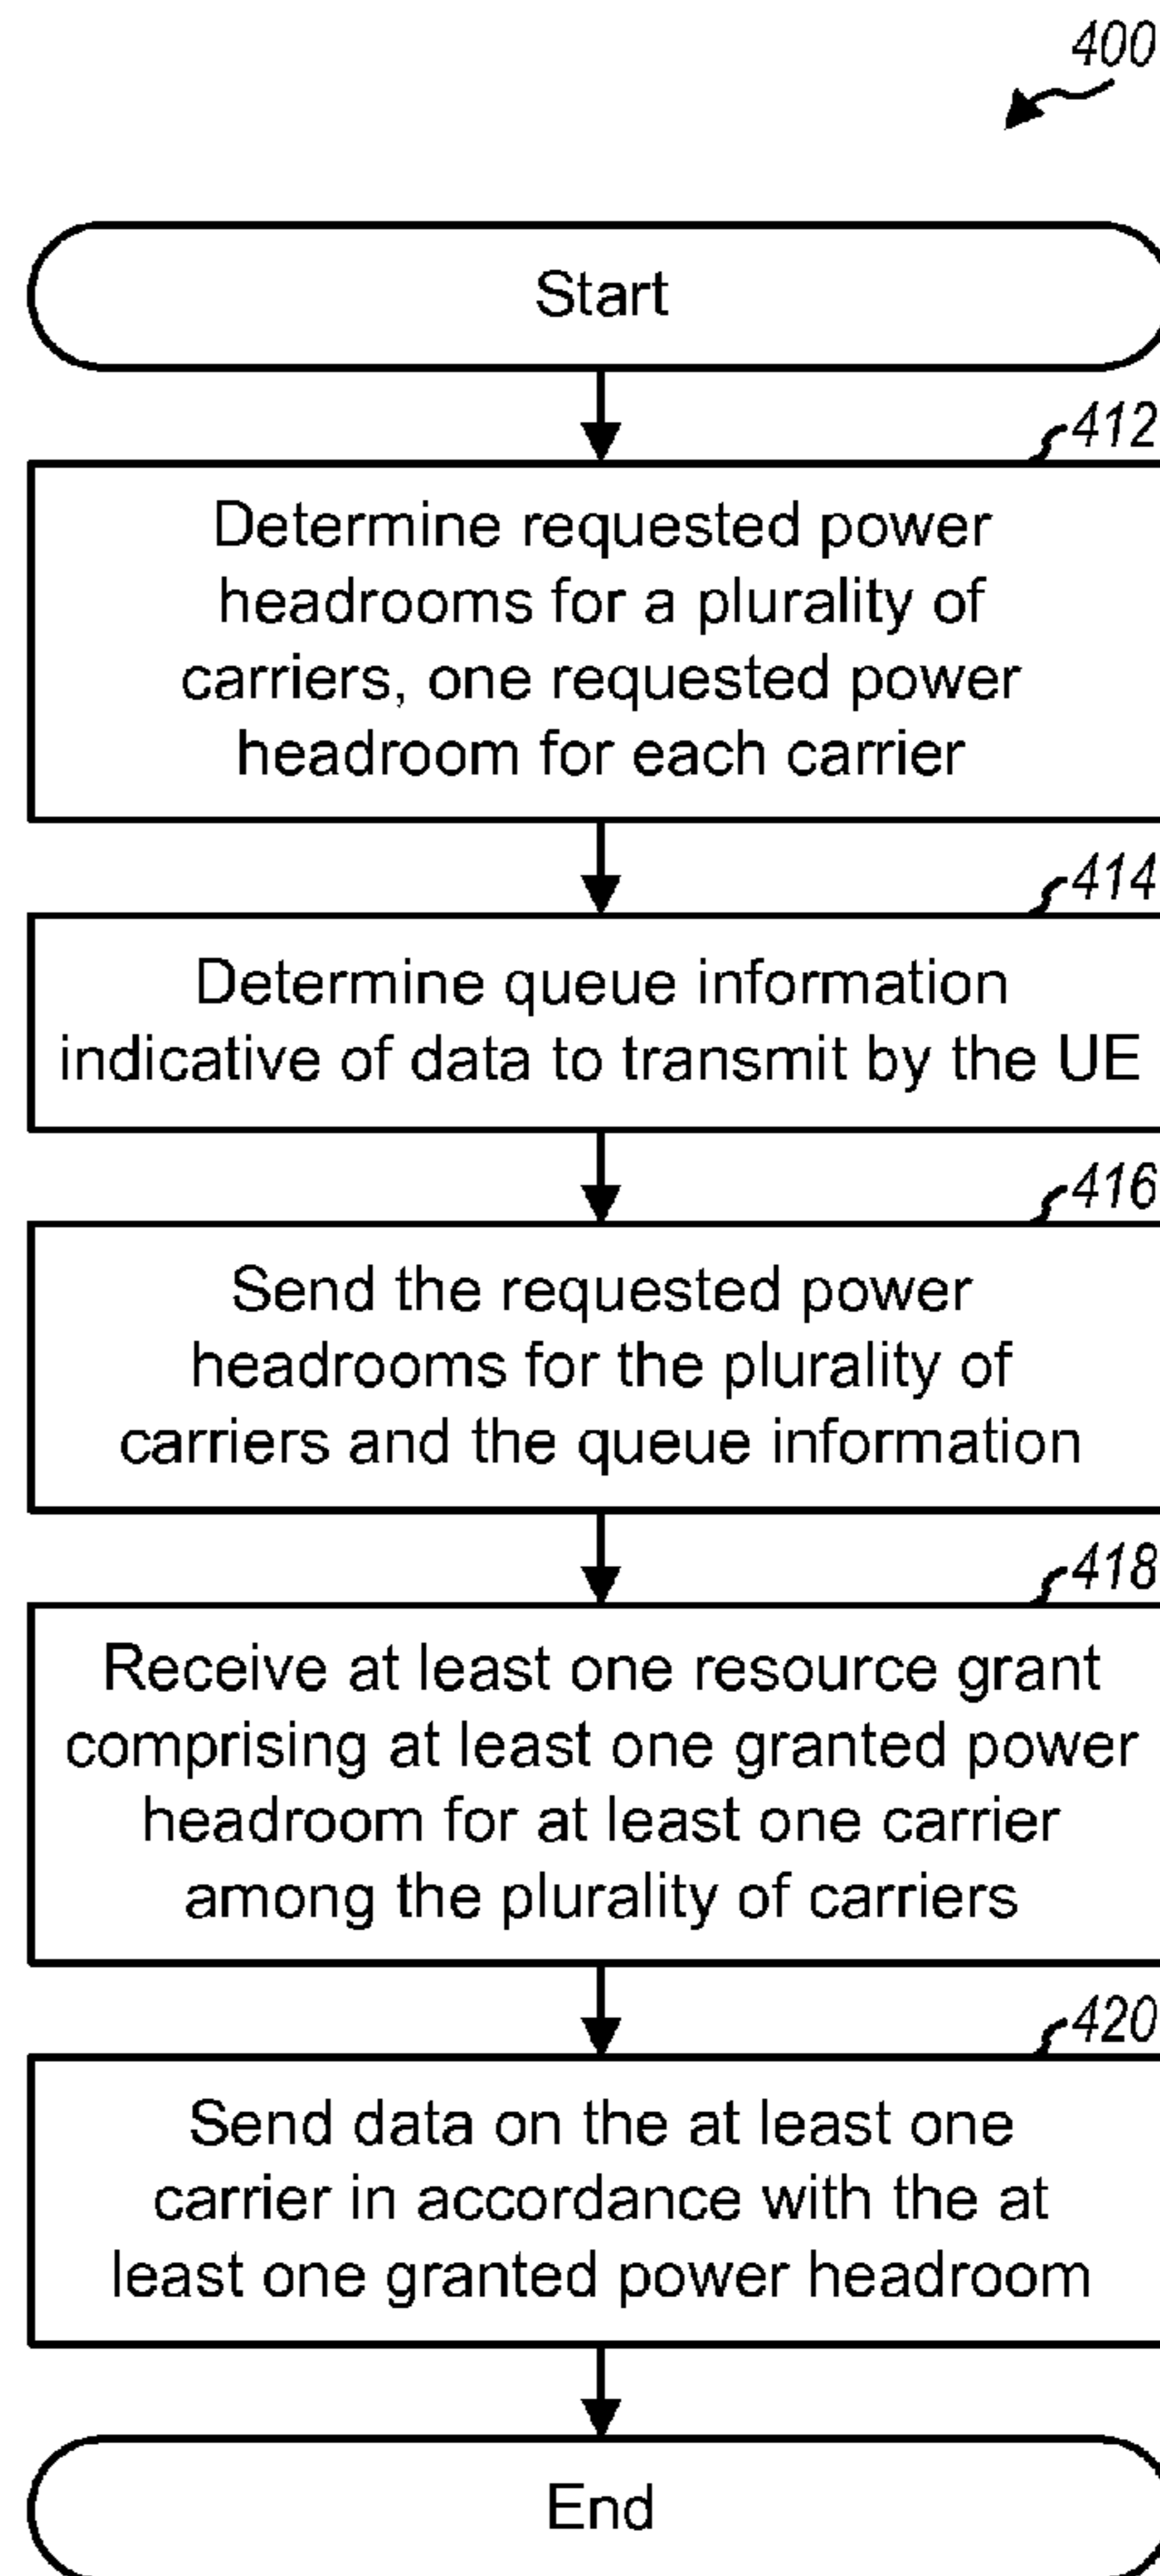 400
Start
412
Determine requested power
headrooms for a plurality of
carriers, one requested power
headroom for each carrier
414
Determine queue information
indicative of data to transmit by the UE
416
Send the requested power
headrooms for the plurality of
carriers and the queue information
418
Receive at least one resource grant
comprising at least one granted power
headroom for at least one carrier
among the plurality of carriers
420
Send data on the at least one
carrier in accordance with the at
least one granted power headroom
End